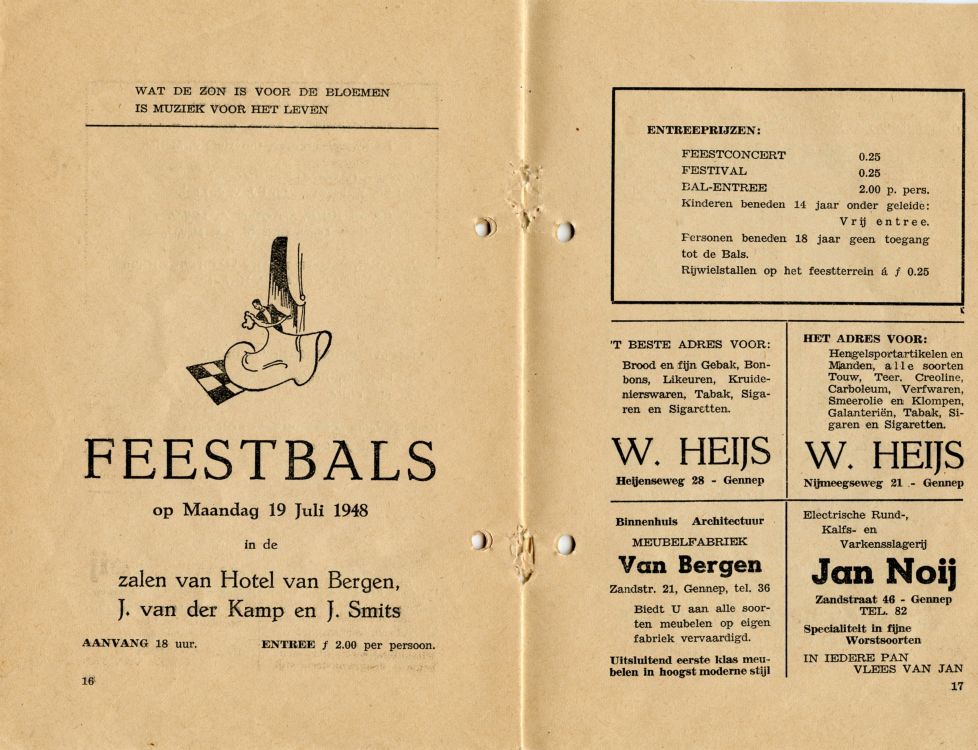 WAT DE ZON IS VOOR DE BLOEMEN
IS MUZIEK VOOR HET LEVEN
FEESTBALS
op Maandag 19 Juli 1948
in de
zalen van Hotel van Bergen,
J. van der Kamp en J. Smits
AANVANG 18 uur. ENTREE ƒ 2.00 per persoon.
16
ENTREEPRIJZEN:
FEESTCONCERT 0.25
FESTIVAL 0.25
BAL-ENTREE 2.00 p. pers.
Kinderen beneden 14 jaar onder geleide:
Vrij entree.
Personen beneden 18 jaar geen toegang
tot de Bals.
Rijwielstallen op het feestterrein á ƒ 0.25
'T BESTE ADRES VOOR:
Brood en fijn Gebak, Bon-
bons, Likeuren, Kruide-
nierswaren, Tabak, Siga-
ren en Sigaretten.
W. HEIJS
Heijenseweg 28 - Gennep
HET ADRES VOOR:
Hengelsportartikelen en
Manden, alle soorten
Touw, Teer. Creoline,
Carboleum, Verfwaren,
Smeerolie en Klompen,
Galanteriën, Tabak, Si-
garen en Sigaretten.
W. HEIJS
Nijmeegseweg 21 - Gennep
Binnenhuis Architectuur
MEUBELFABRIEK
Van Bergen
Zandstr. 21, Gennep, tel. 36
Biedt U aan alle soor-
ten meubelen op eigen
fabriek vervaardigd.
Uitsluitend eerste klas meu-
belen in hoogst moderne stijl
Electrische Rund-,
Kalfs- en
Varkensslagerij
Jan Noij
Zandstraat 46 - Gennep
TEL. 82
Specialiteit in fijne
Worstsoorten
IN IEDERE PAN
VLEES VAN JAN
17